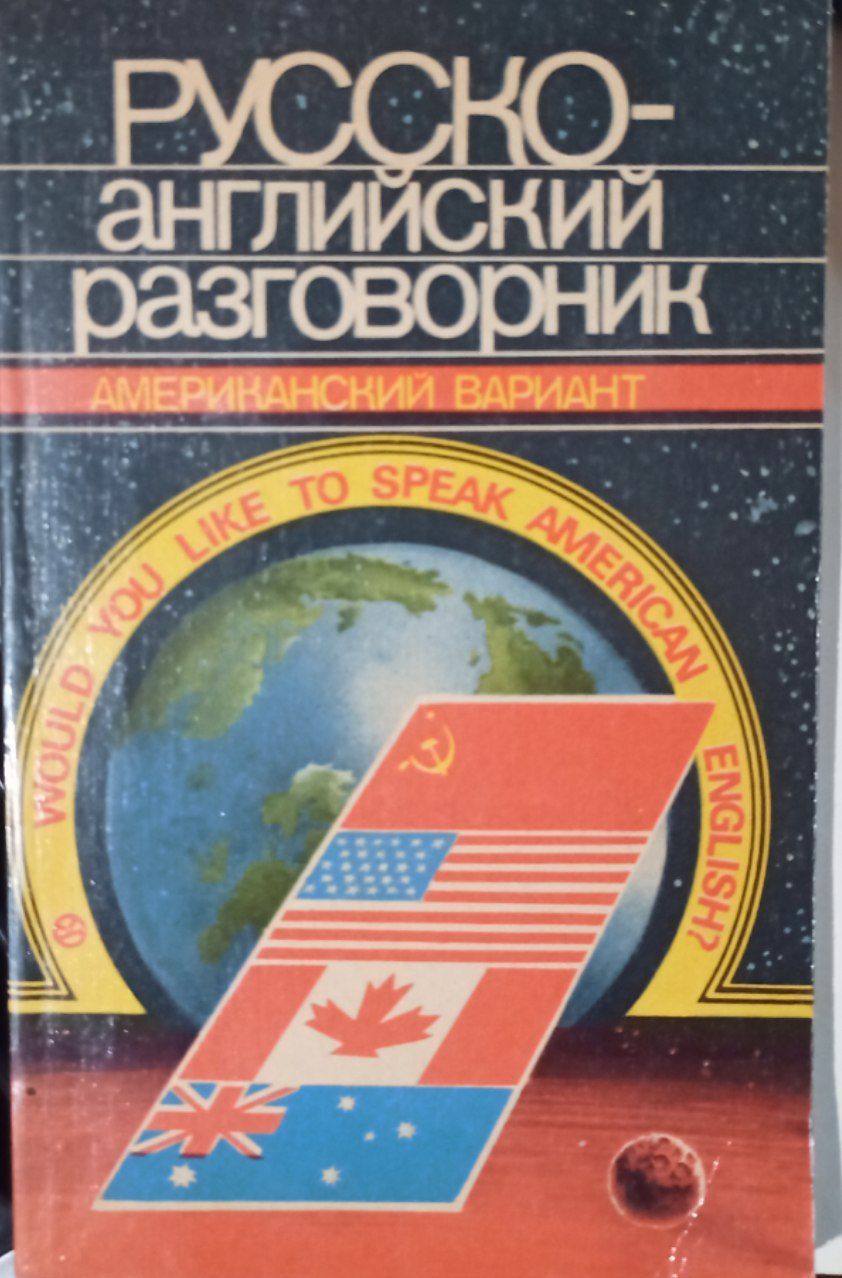 РУССКО-
английский
разговорник
АМЕРИКАНСКИЙ ВАРИАНТ
WOULD YOU LIKE TO SPEAK AMERICAN ENGLISH?